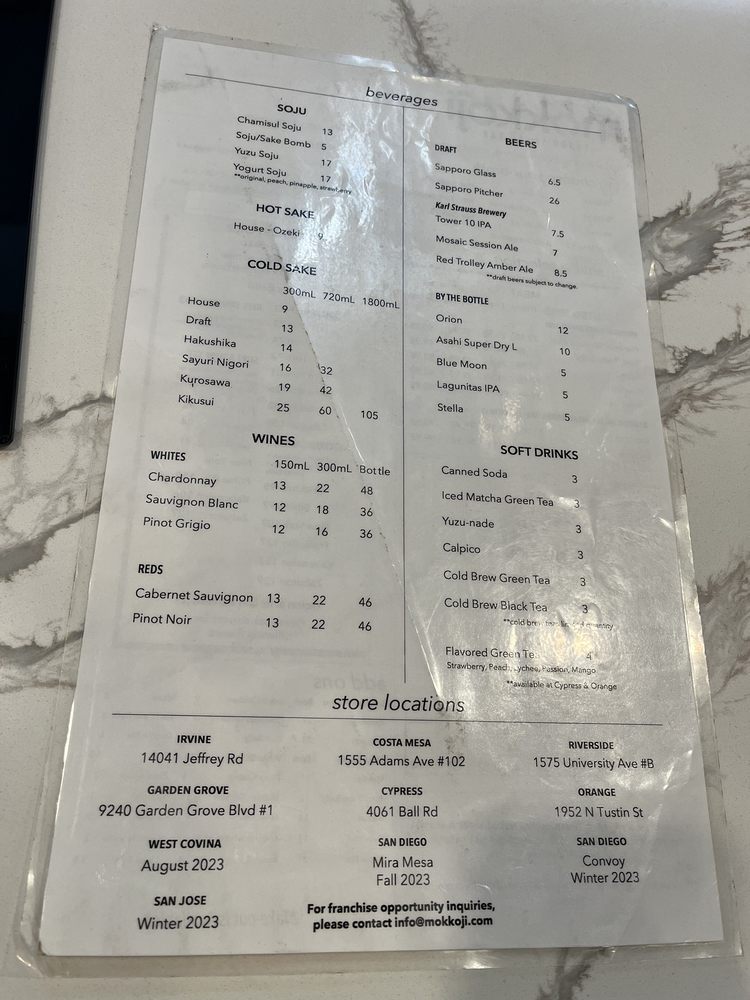 beverages
SOJU
Chamisul Soju 13
Soju/Sake Bomb 5
Yuzu Soju 17
Yogurt Soju 17
**original, peach, pinapple, strawberry
HOT SAKE
House - Ozeki 9
COLD SAKE
300mL 720mL 1800mL
House 9
Draft 13
Hakushika 14
Sayuri Nigori 16 32
Kurosawa 19 42
Kikusui 25 60 105
WINES
WHITES
150mL 300mL Bottle
Chardonnay 13 22 48
Sauvignon Blanc 12 18 36
Pinot Grigio 12 16 36
REDS
Cabernet Sauvignon 13 22 46
Pinot Noir 13 22 46
BEERS
DRAFT
Sapporo Glass 6.5
Sapporo Pitcher 26
Karl Strauss Brewery
Tower 10 IPA 7.5
Mosaic Session Ale 7
Red Trolley Amber Ale 8.5
**draft beers subject to change.
BY THE BOTTLE
Orion 12
Asahi Super Dry L 10
Blue Moon 5
Lagunitas IPA 5
Stella 5
SOFT DRINKS
Canned Soda 3
Iced Matcha Green Tea 3
Yuzu-nade 3
Calpico 3
Cold Brew Green Tea 3
Cold Brew Black Tea 3
**cold brew teas limited quantity
Flavored Green Te 4
Strawberry, Peach, Lychee, Passion, Mango
**available at Cypress & Orange
store locations
IRVINE
14041 Jeffrey Rd
COSTA MESA
1555 Adams Ave #102
RIVERSIDE
1575 University Ave #B
GARDEN GROVE
9240 Garden Grove Blvd #1
CYPRESS
4061 Ball Rd
ORANGE
1952 N Tustin St
WEST COVINA
August 2023
SAN DIEGO
Mira Mesa
Fall 2023
SAN DIEGO
Convoy
Winter 2023
SAN JOSE
Winter 2023
For franchise opportunity inquiries,
please contact info@mokkoji.com